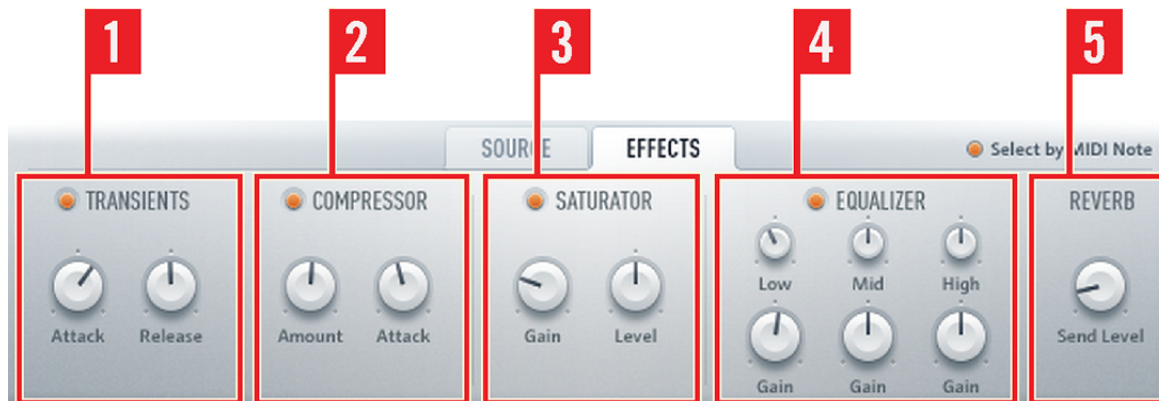 1 2 3 4 5
SOURCE EFFECTS Select by MIDI Note
TRANSIENTS COMPRESSOR SATURATOR EQUALIZER REVERB
Low Mid High
Attack Release Amount Attack Gain Level Send Level
Gain Gain Gain